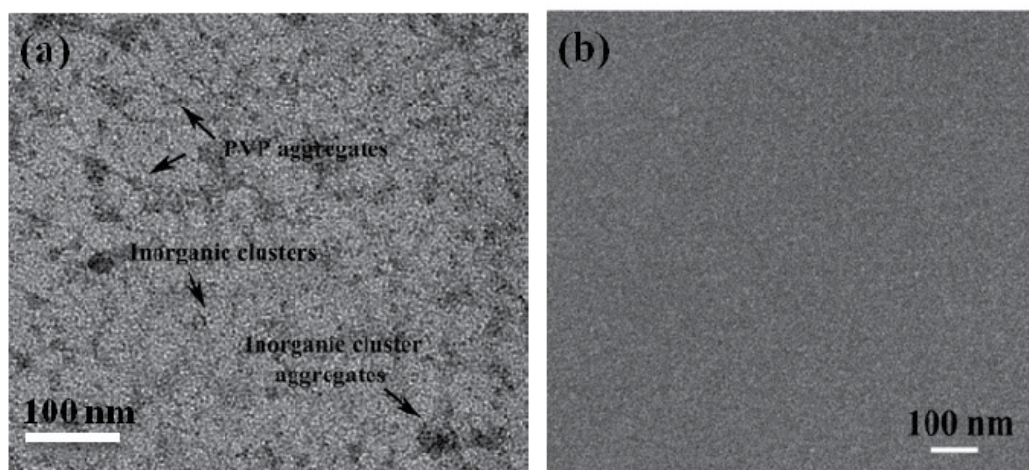 (a)
PVP aggregates
Inorganic clusters
Inorganic cluster
aggregates
100 nm
(b)
100 nm